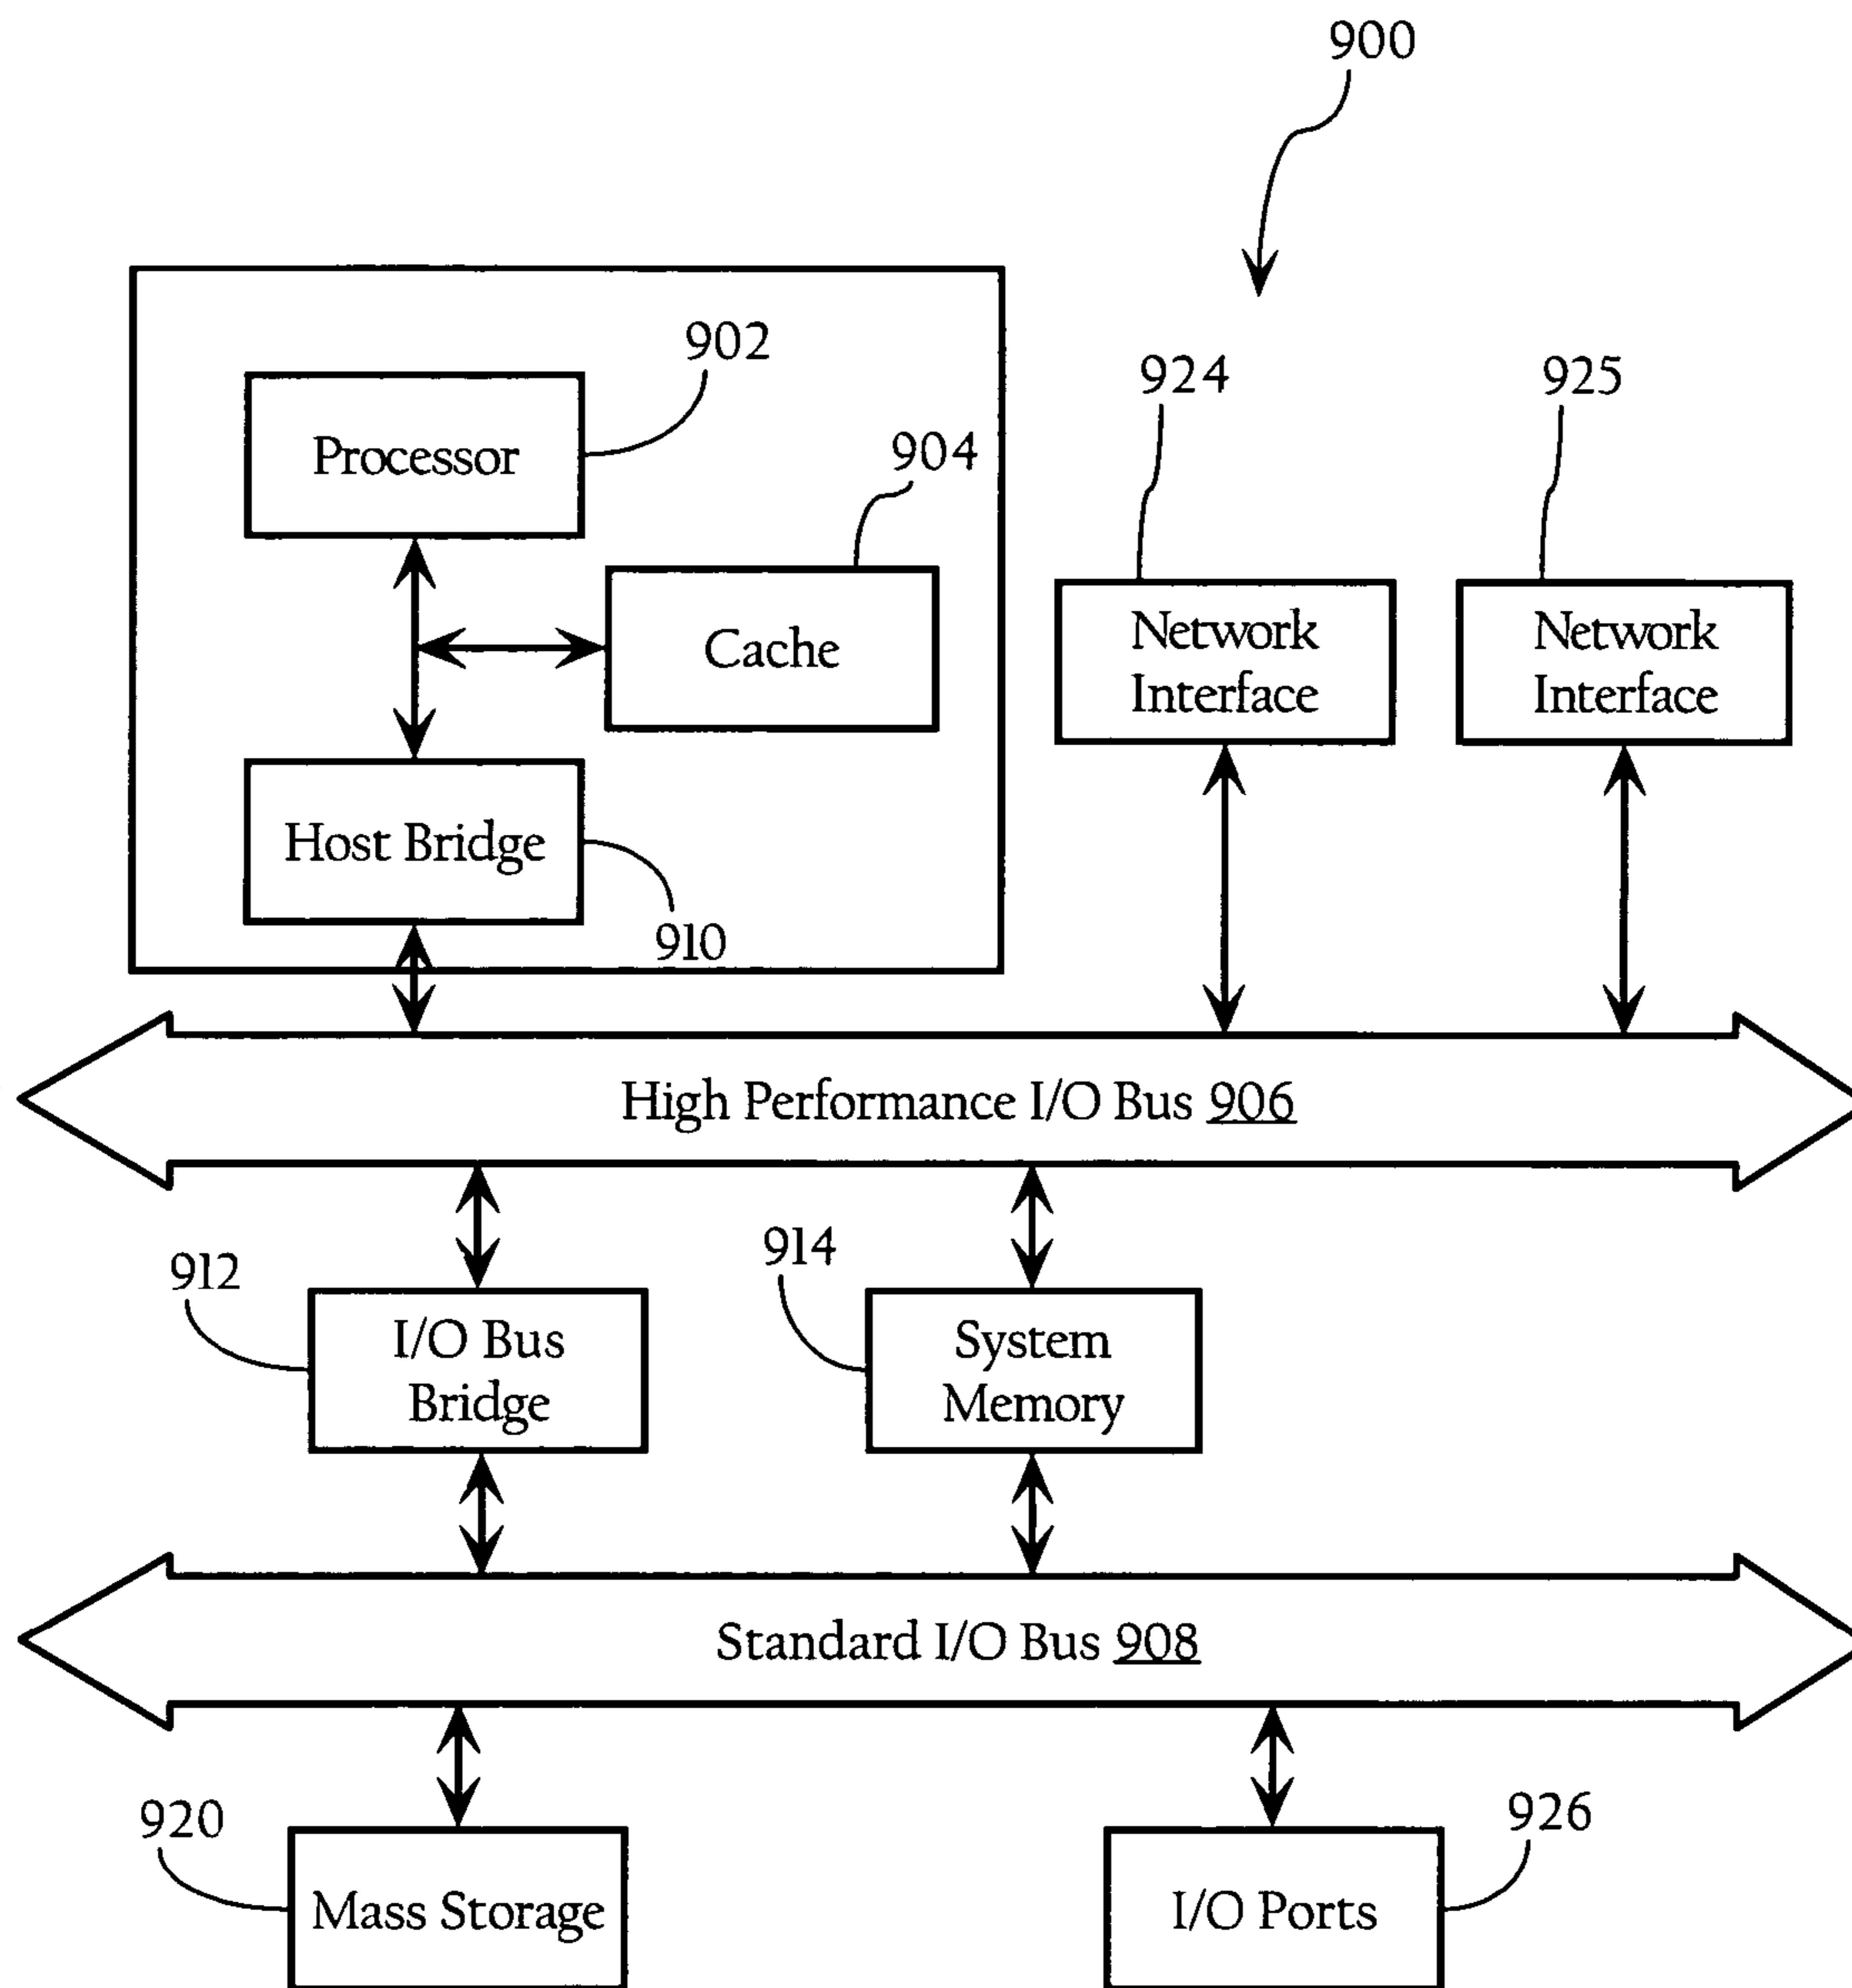 900
902
Processor
904
Cache
924
925
Network
Interface
Network
Interface
Host Bridge
910
High Performance I/O Bus 906
912
I/O Bus
Bridge
914
System
Memory
Standard I/O Bus 908
920
Mass Storage
926
I/O Ports